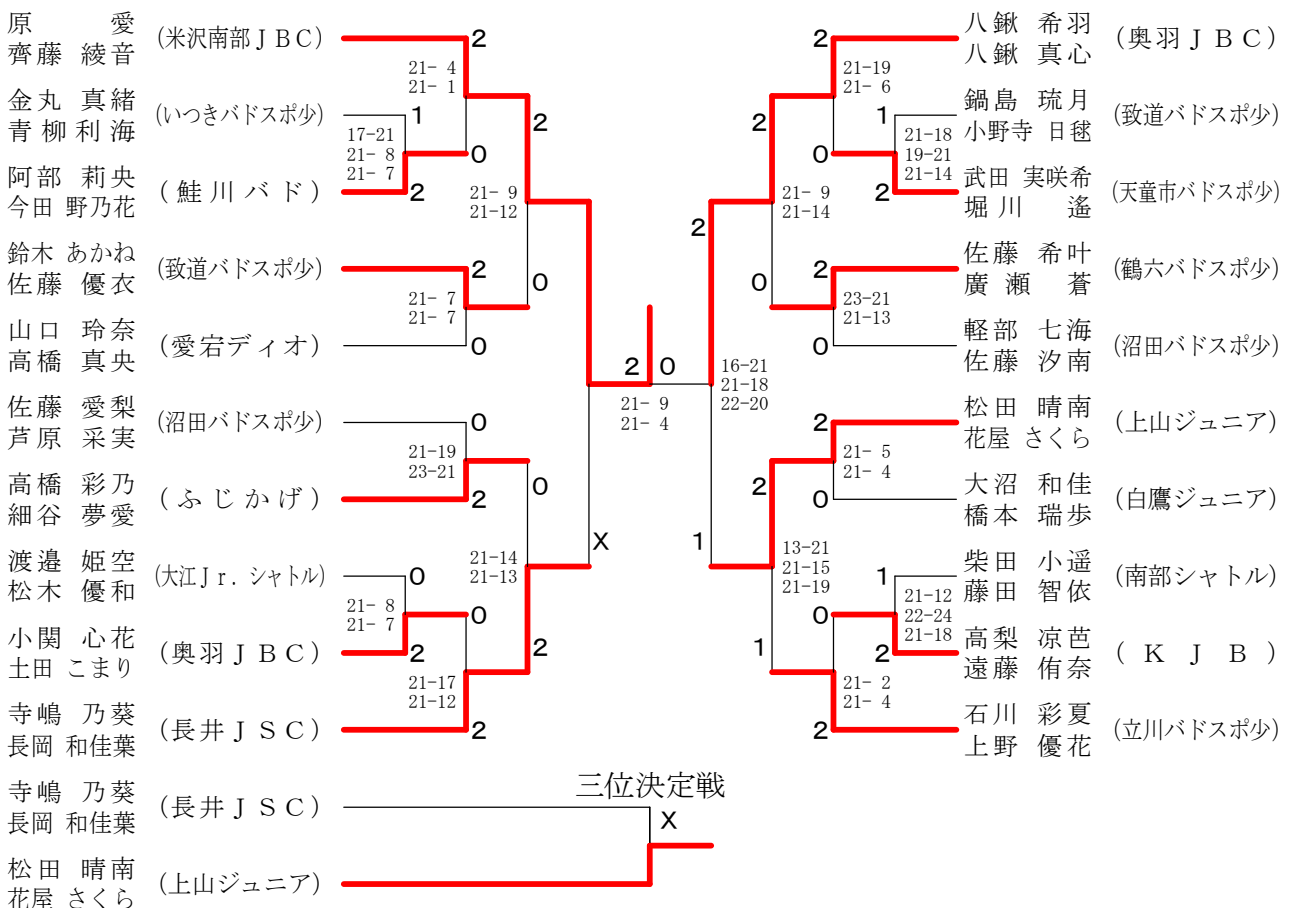 原 愛
齊藤 綾音
(米沢南部ＪＢＣ)
金丸 真緒
青柳 利海
(いつきバドスポ少)
阿部 莉央
今田 野乃花
(鮭川バド)
鈴木 あかね
佐藤 優衣
(致道バドスポ少)
山口 玲奈
高橋 真央
(愛宕ディオ)
佐藤 愛梨
芦原 采実
(沼田バドスポ少)
高橋 彩乃
細谷 夢愛
(ふじかげ)
渡邉 姫空
松木 優和
(大江Ｊｒ．シャトル)
小関 心花
土田 こまり
(奥羽ＪＢＣ)
寺嶋 乃葵
長岡 和佳葉
(長井ＪＳＣ)
2
21- 4
21- 1
1
17-21
21- 8
21- 7
2
0
2
21- 9
21-12
2
21- 7
21- 7
0
0
0
21-19
23-21
2
0
X
21-14
21-13
0
21- 8
21- 7
2
0
2
21-17
21-12
2
2 0
21- 9
21- 4
八鍬 希羽
八鍬 真心
(奥羽ＪＢＣ)
鍋島 琉月
小野寺 日毬
(致道バドスポ少)
武田 実咲希
堀川 遙
(天童市バドスポ少)
佐藤 希叶
廣瀬 蒼
(鶴六バドスポ少)
軽部 七海
佐藤 汐南
(沼田バドスポ少)
松田 晴南
花屋 さくら
(上山ジュニア)
大沼 和佳
橋本 瑞歩
(白鷹ジュニア)
柴田 小遥
藤田 智依
(南部シャトル)
高梨 凉芭
遠藤 侑奈
(ＫＪＢ)
石川 彩夏
上野 優花
(立川バドスポ少)
2
21-19
21- 6
2
1
21-18
19-21
21-14
0
2
21- 9
21-14
2
2
0
23-21
21-13
0
16-21
21-18
22-20
2
21- 5
21- 4
2
0
1
13-21
21-15
21-19
1
21-12
22-24
21-18
0
2
1
21- 2
21- 4
2
三位決定戦
寺嶋 乃葵
長岡 和佳葉
(長井ＪＳＣ)
X
松田 晴南
花屋 さくら
(上山ジュニア)